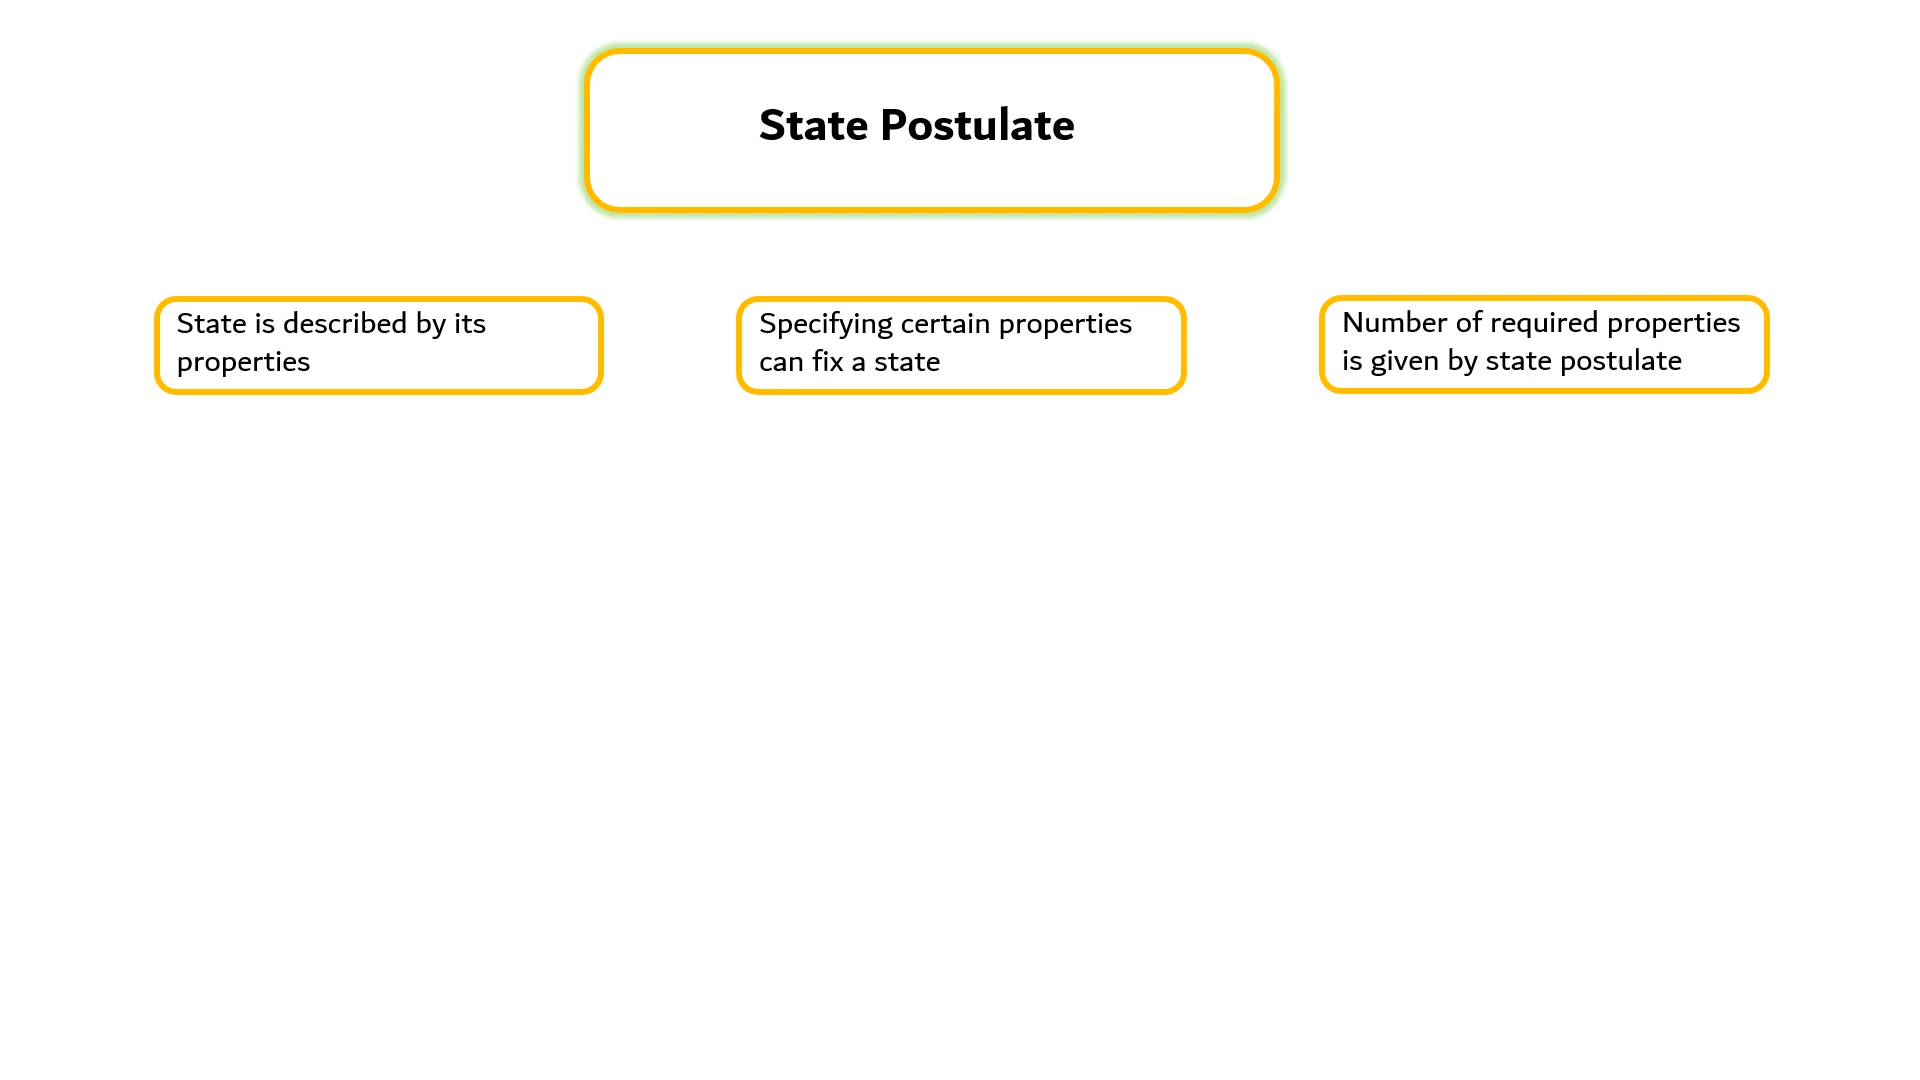 State Postulate
State is described by its
properties
Specifying certain properties
can fix a state
Number of required properties
is given by state postulate